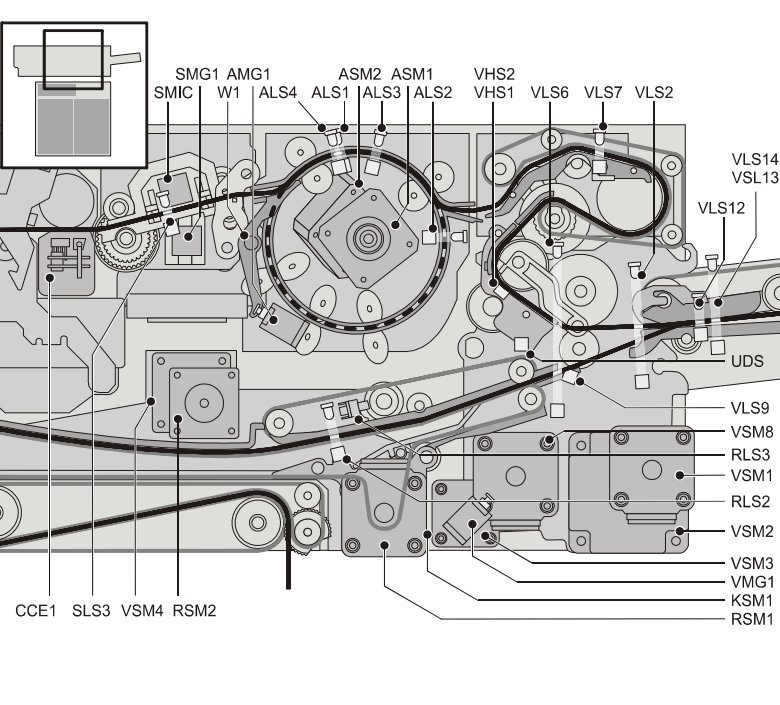 SMG1 AMG1 ASM2 ASM1 VHS2
SMIC W1 ALS4 ALS1 ALS3 ALS2 VHS1 VLS6 VLS7 VLS2
VLS14
VSL13
VLS12
UDS
VLS9
VSM8
RLS3
VSM1
RLS2
VSM2
VSM3
VMG1
KSM1
RSM1
CCE1 SLS3 VSM4 RSM2